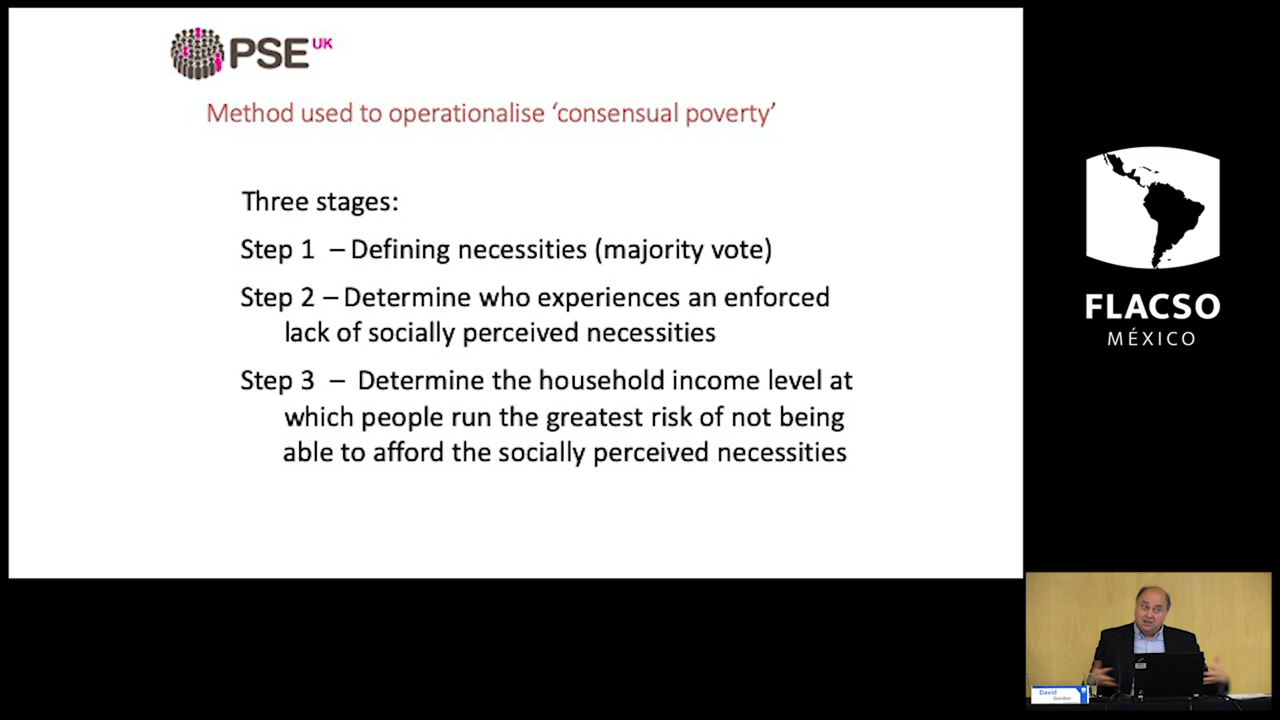 PSE UK
Method used to operationalise ‘consensual poverty’
Three stages:
Step 1 – Defining necessities (majority vote)
Step 2 – Determine who experiences an enforced
lack of socially perceived necessities
Step 3 – Determine the household income level at
which people run the greatest risk of not being
able to afford the socially perceived necessities
FLACSO
MÉXICO
David
Gordon